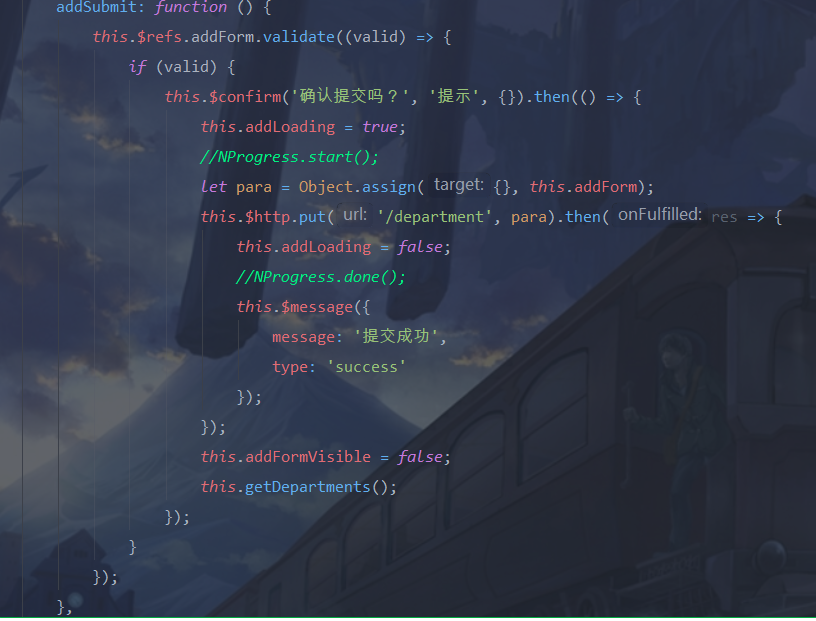 addSubmit: function () {
this.$refs.addForm.validate((valid) => {
if (valid) {
this.$confirm('确认提交吗？', '提示', {}).then(() => {
this.addLoading = true;
//NProgress.start();
let para = Object.assign( target: {}, this.addForm);
this.$http.put( url: '/department', para).then( onFulfilled: res => {
this.addLoading = false;
//NProgress.done();
this.$message({
message: '提交成功',
type: 'success'
});
});
this.addFormVisible = false;
this.getDepartments();
});
}
});
},